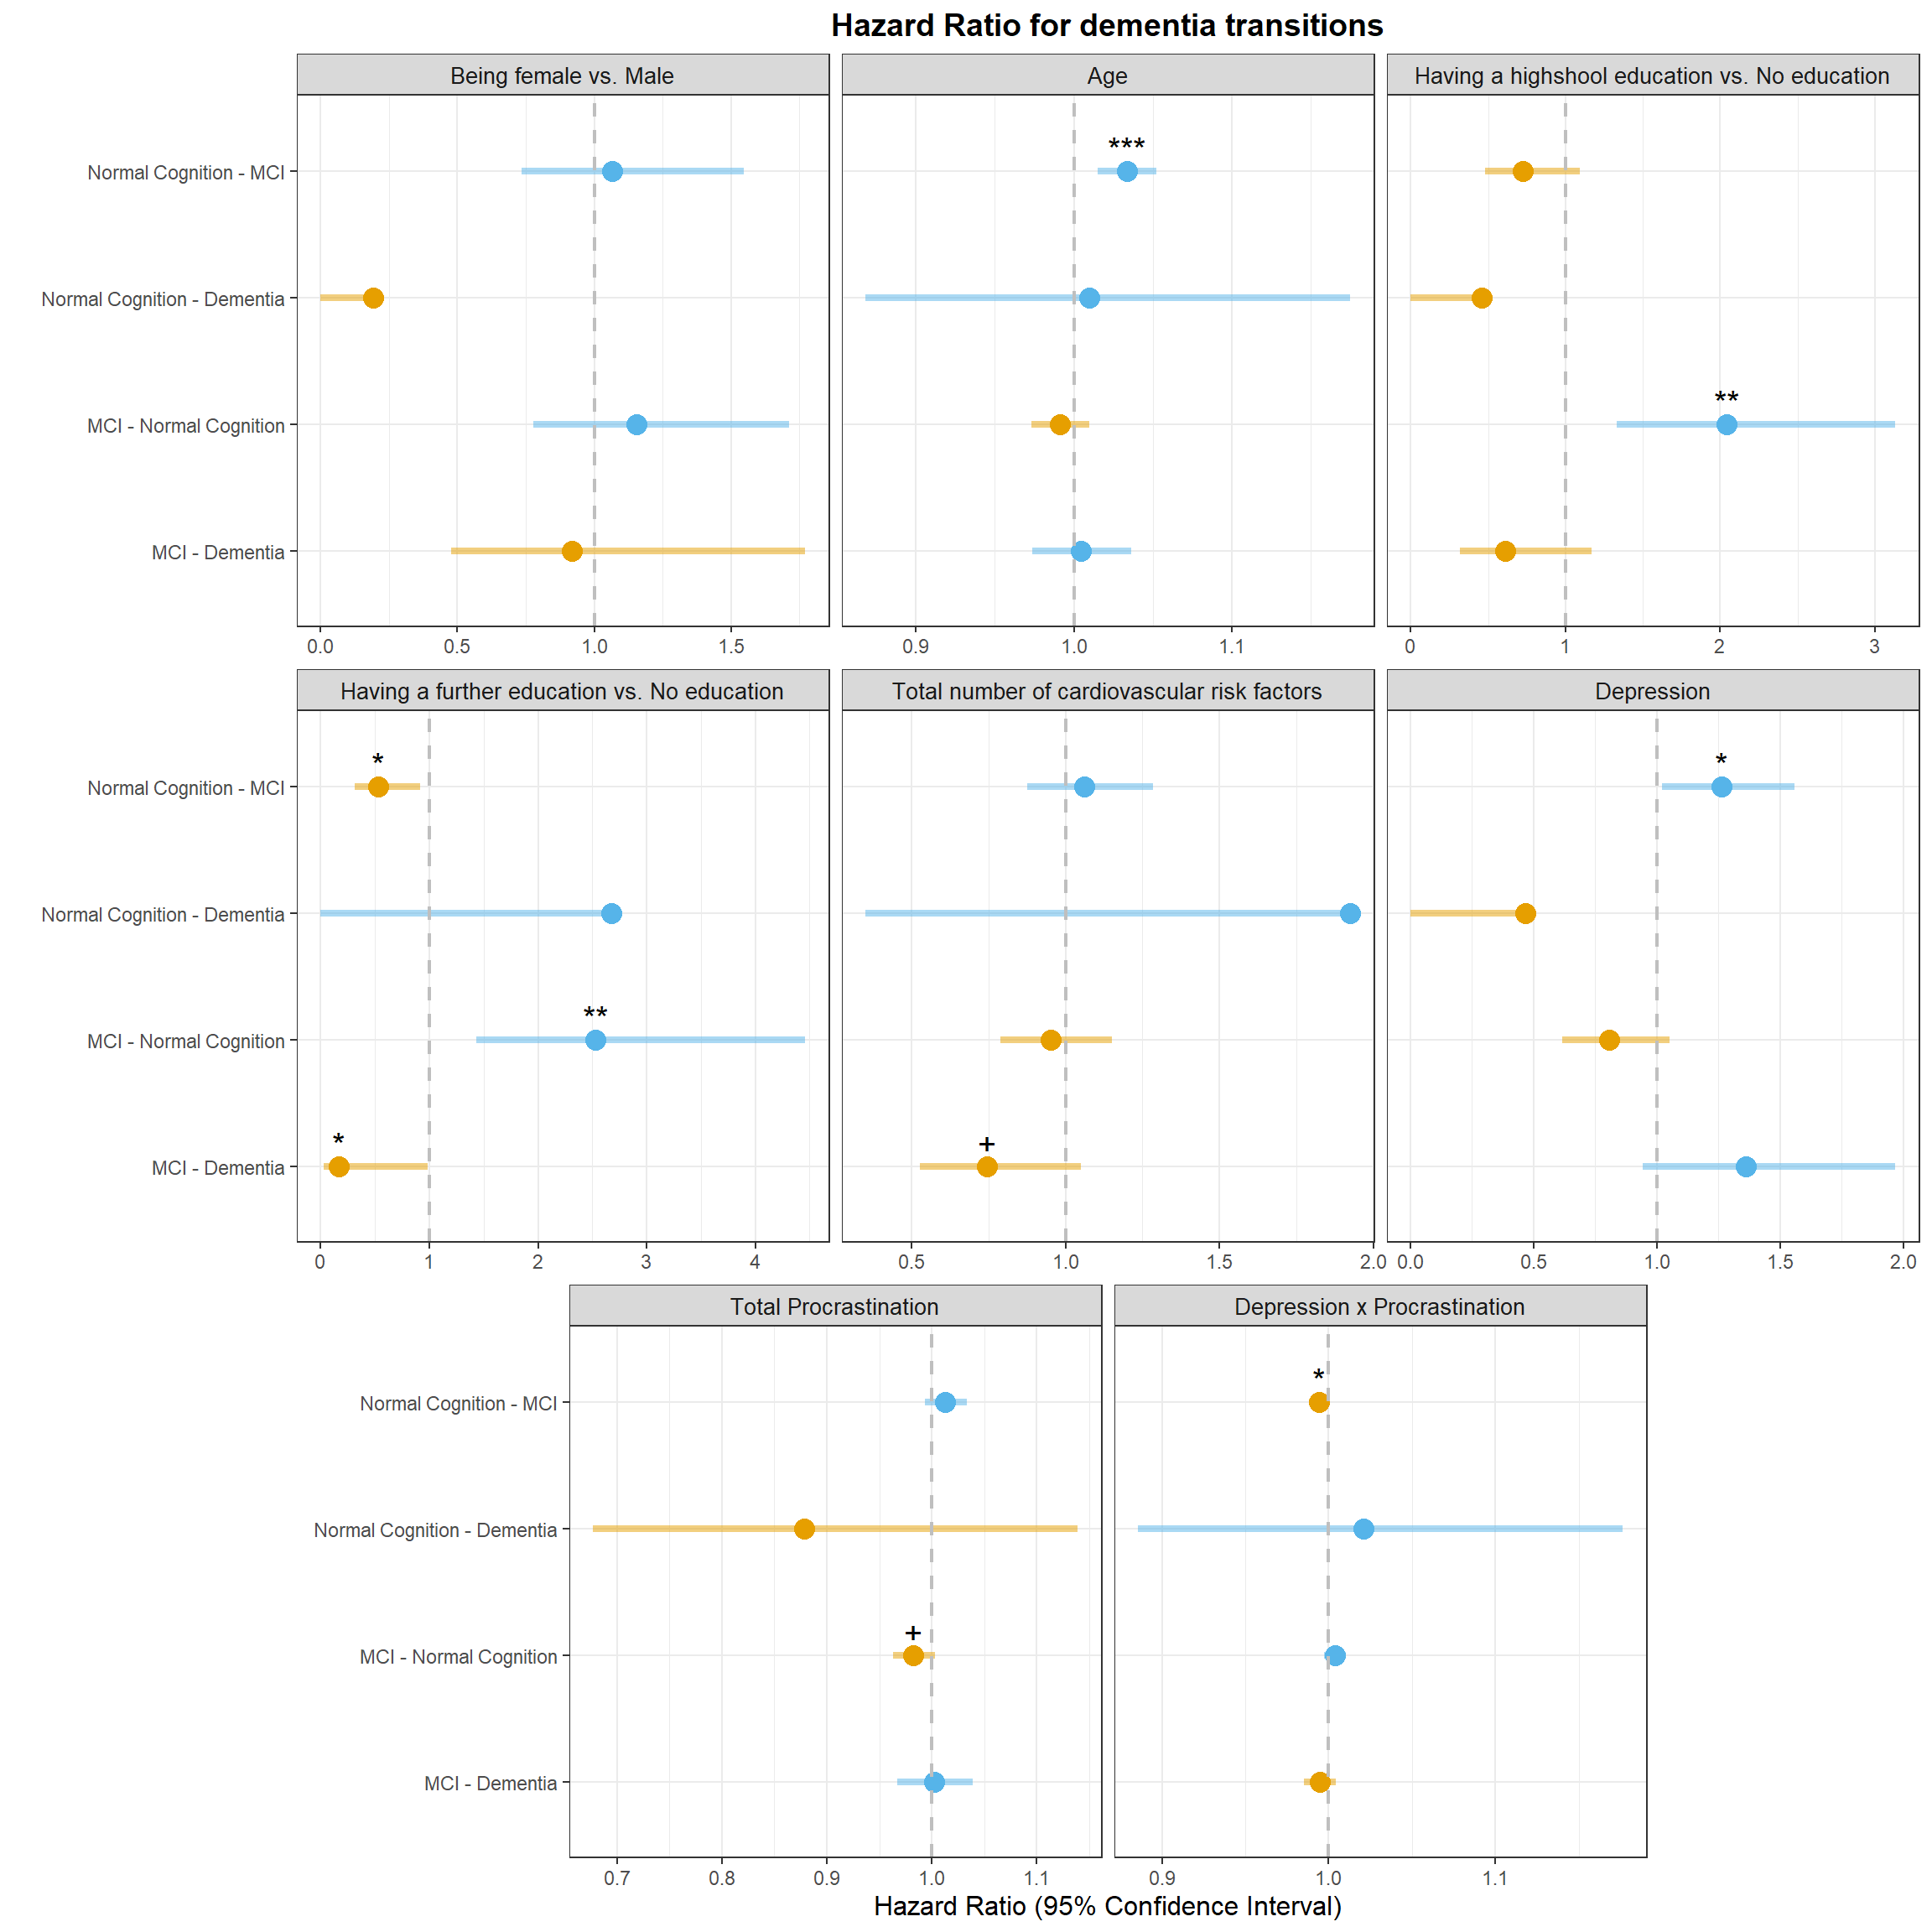 Hazard Ratio for dementia transitions
Being female vs. Male
Age
Having a highshool education vs. No education
Normal Cognition - MCI
***
Normal Cognition - Dementia
MCI - Normal Cognition
**
MCI - Dementia
0.0 0.5 1.0 1.5
0.9 1.0 1.1
0 1 2 3
Having a further education vs. No education
Total number of cardiovascular risk factors
Depression
Normal Cognition - MCI
*
*
Normal Cognition - Dementia
MCI - Normal Cognition
**
MCI - Dementia
*
+
0 1 2 3 4
0.5 1.0 1.5 2.0
0.0 0.5 1.0 1.5 2.0
Total Procrastination
Depression x Procrastination
Normal Cognition - MCI
*
Normal Cognition - Dementia
MCI - Normal Cognition
+
MCI - Dementia
0.7 0.8 0.9 1.0 1.1
0.9 1.0 1.1
Hazard Ratio (95% Confidence Interval)